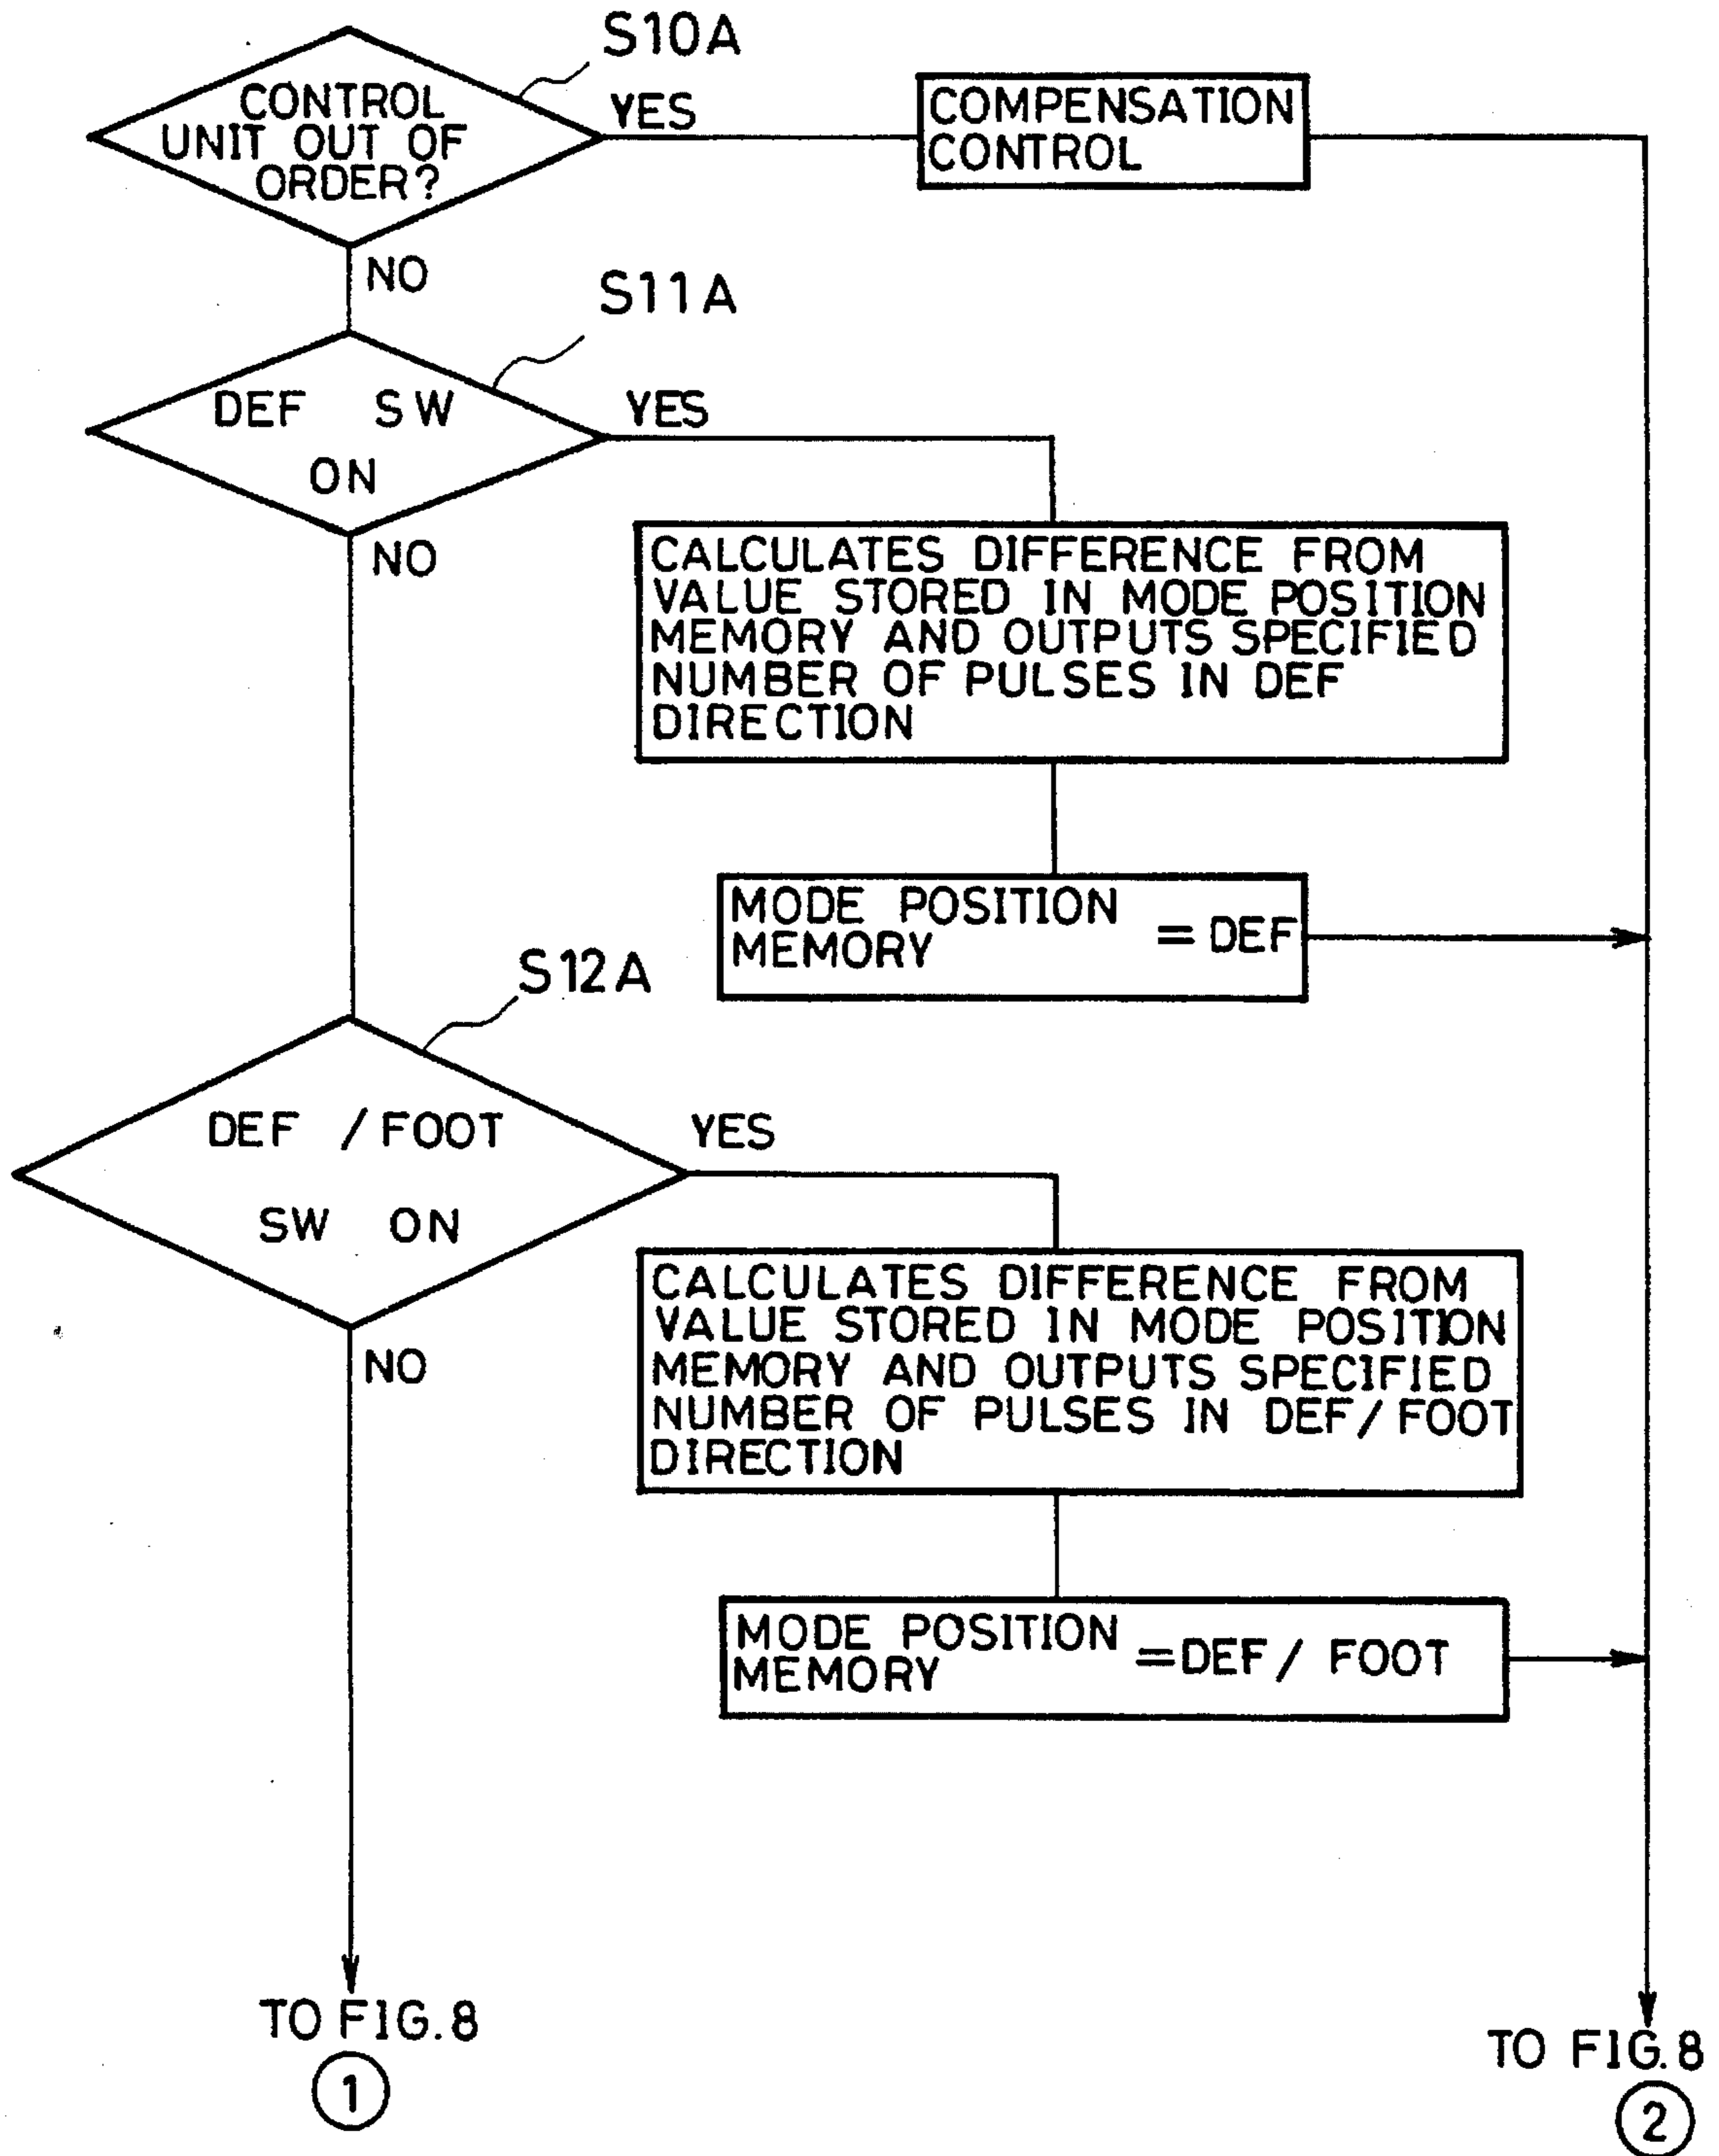 S10A
CONTROL
UNIT OUT OF
ORDER?
YES
COMPENSATION
CONTROL
NO
S11A
DEF SW
ON
YES
NO
CALCULATES DIFFERENCE FROM
VALUE STORED IN MODE POSITION
MEMORY AND OUTPUTS SPECIFIED
NUMBER OF PULSES IN DEF
DIRECTION
MODE POSITION
MEMORY
= DEF
S12A
DEF / FOOT
SW ON
YES
NO
CALCULATES DIFFERENCE FROM
VALUE STORED IN MODE POSITION
MEMORY AND OUTPUTS SPECIFIED
NUMBER OF PULSES IN DEF/ FOOT
DIRECTION
MODE POSITION
MEMORY
=DEF/ FOOT
TO FIG.8
1
TO FIG.8
2